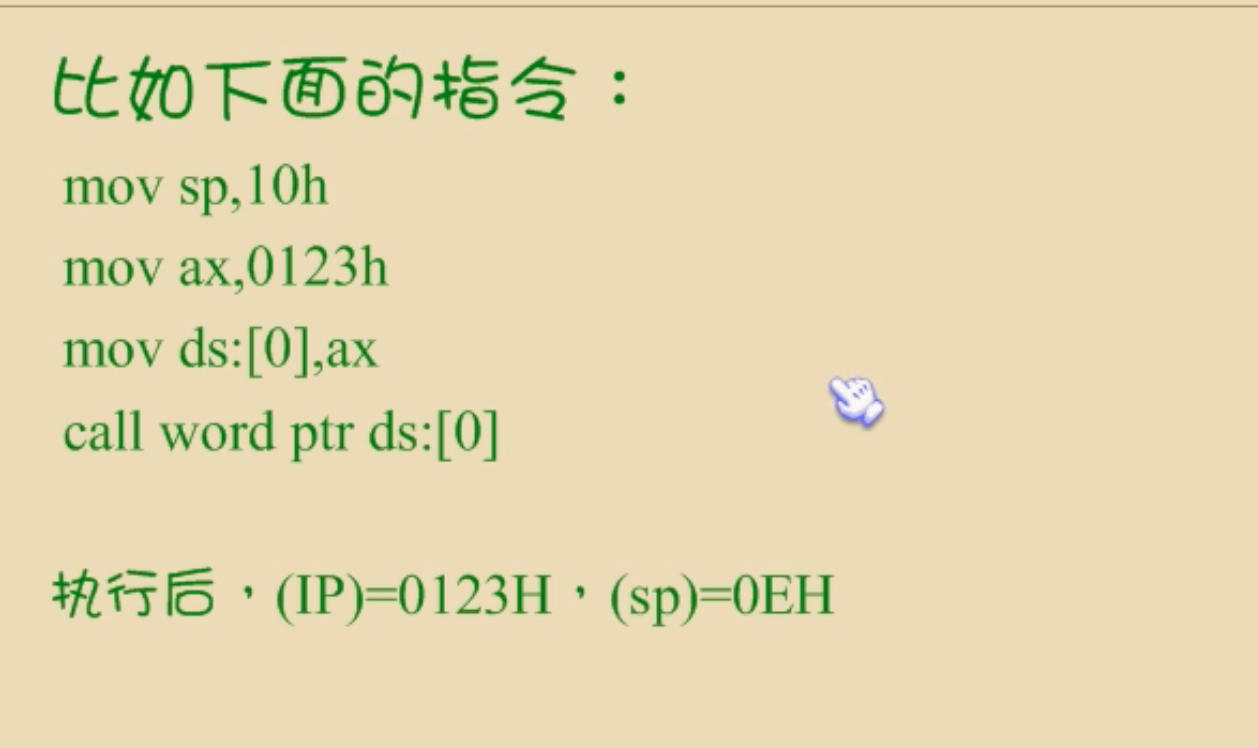 比如下面的指令：
mov sp,10h
mov ax,0123h
mov ds:[0],ax
call word ptr ds:[0]
执行后，(IP)=0123H，(sp)=0EH